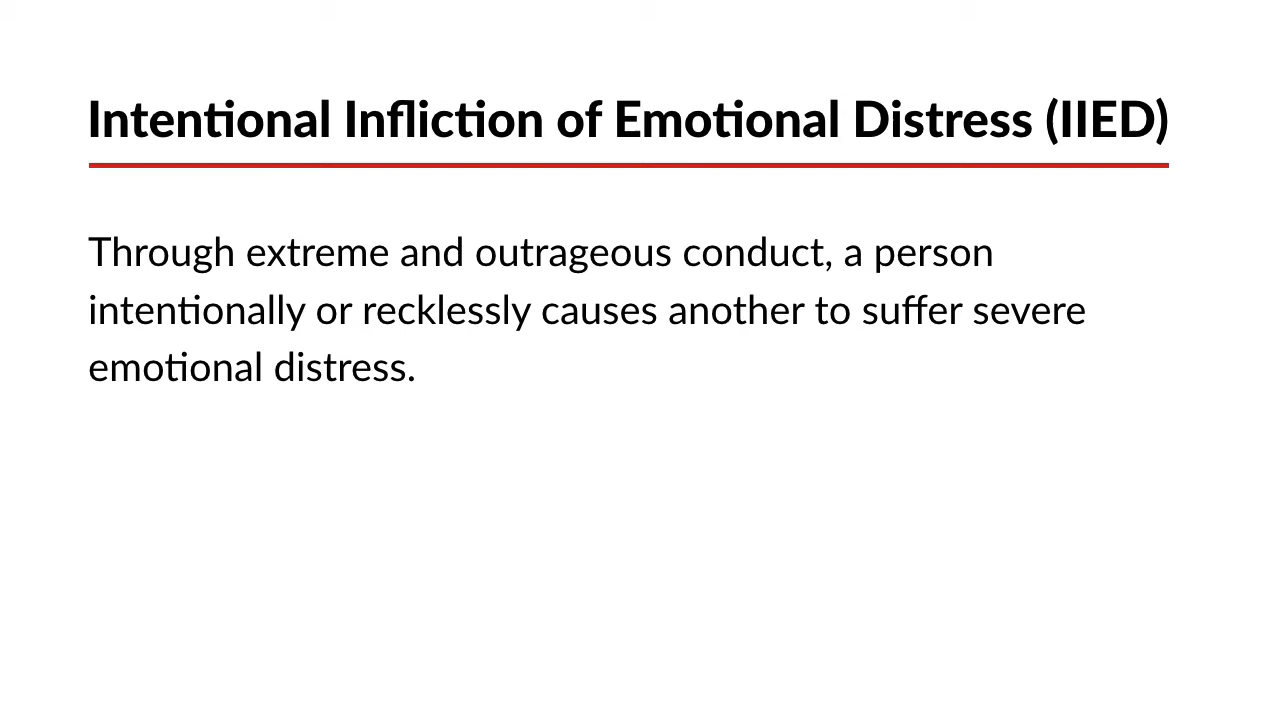 Intentional Infliction of Emotional Distress (IIED)
Through extreme and outrageous conduct, a person
intentionally or recklessly causes another to suffer severe
emotional distress.